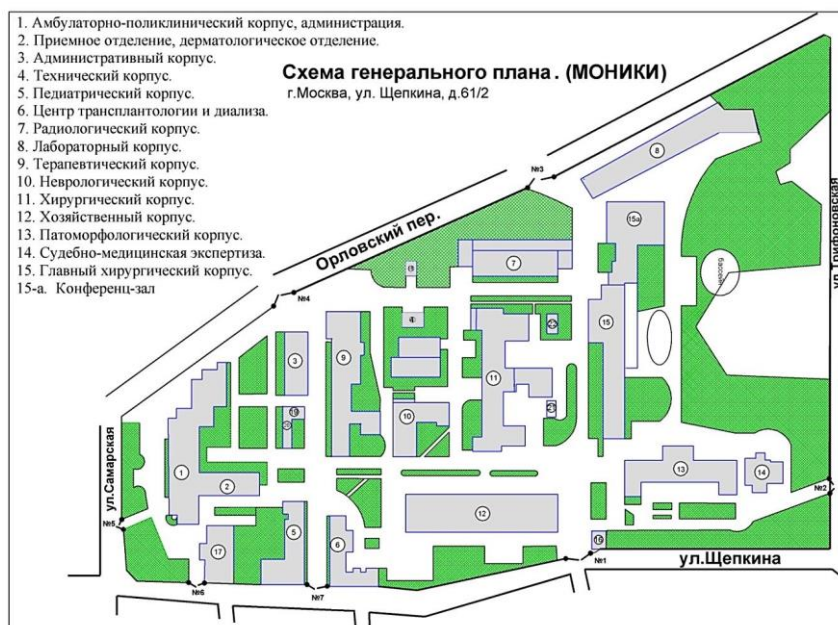 1. Амбулаторно-поликлинический корпус, администрация.
2. Приемное отделение, дерматологическое отделение.
3. Административный корпус.
4. Технический корпус.
5. Педиатрический корпус.
6. Центр трансплантологии и диализа.
7. Радиологический корпус.
8. Лабораторный корпус.
9. Терапевтический корпус.
10. Неврологический корпус.
11. Хирургический корпус.
12. Хозяйственный корпус.
13. Патоморфологический корпус.
14. Судебно-медицинская экспертиза.
15. Главный хирургический корпус.
15-а. Конференц-зал
Схема генерального плана. (МОНИКИ)
г.Москва, ул. Щепкина, д.61/2
№3
8
Орловский пер.
15а
7
бассейн
№4
4
15
3
9
11
10
ул.Самарская
1
2
13
14
№2
№5
12
5
6
17
16
№1
ул.Щепкина
№6
№7